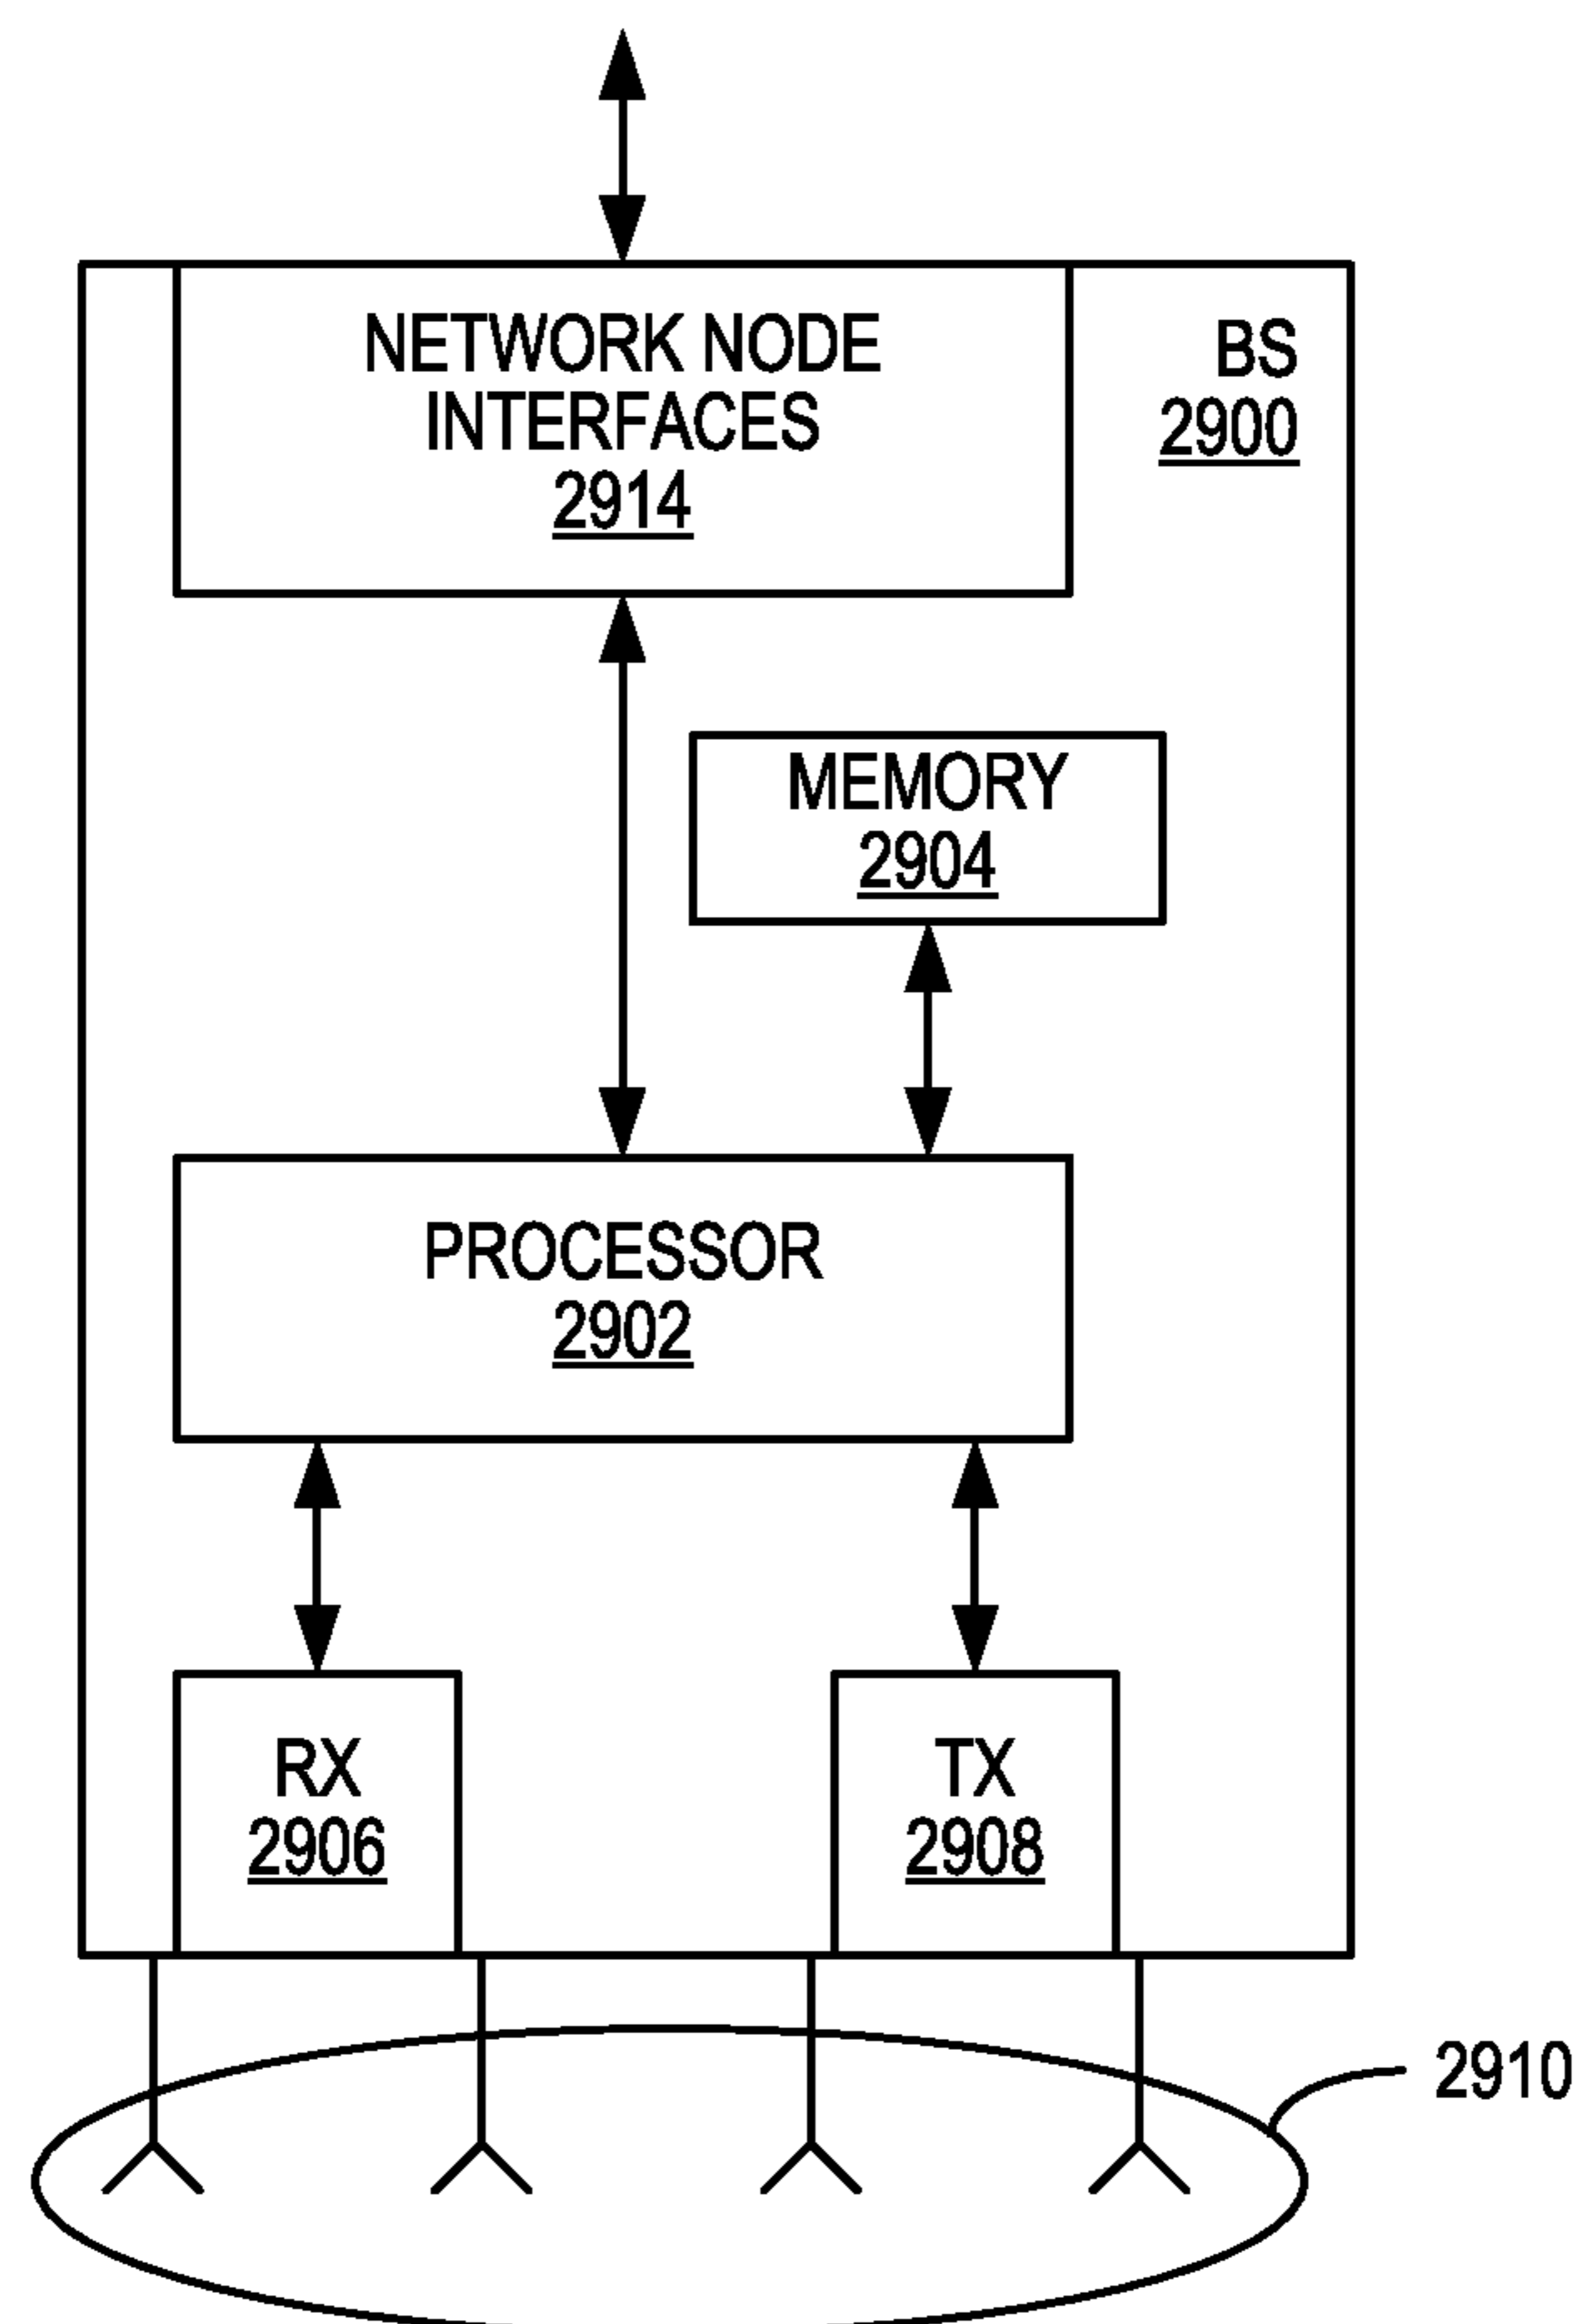 NETWORK NODE
INTERFACES
2914
BS
2900
MEMORY
2904
PROCESSOR
2902
RX
2906
TX
2908
2910